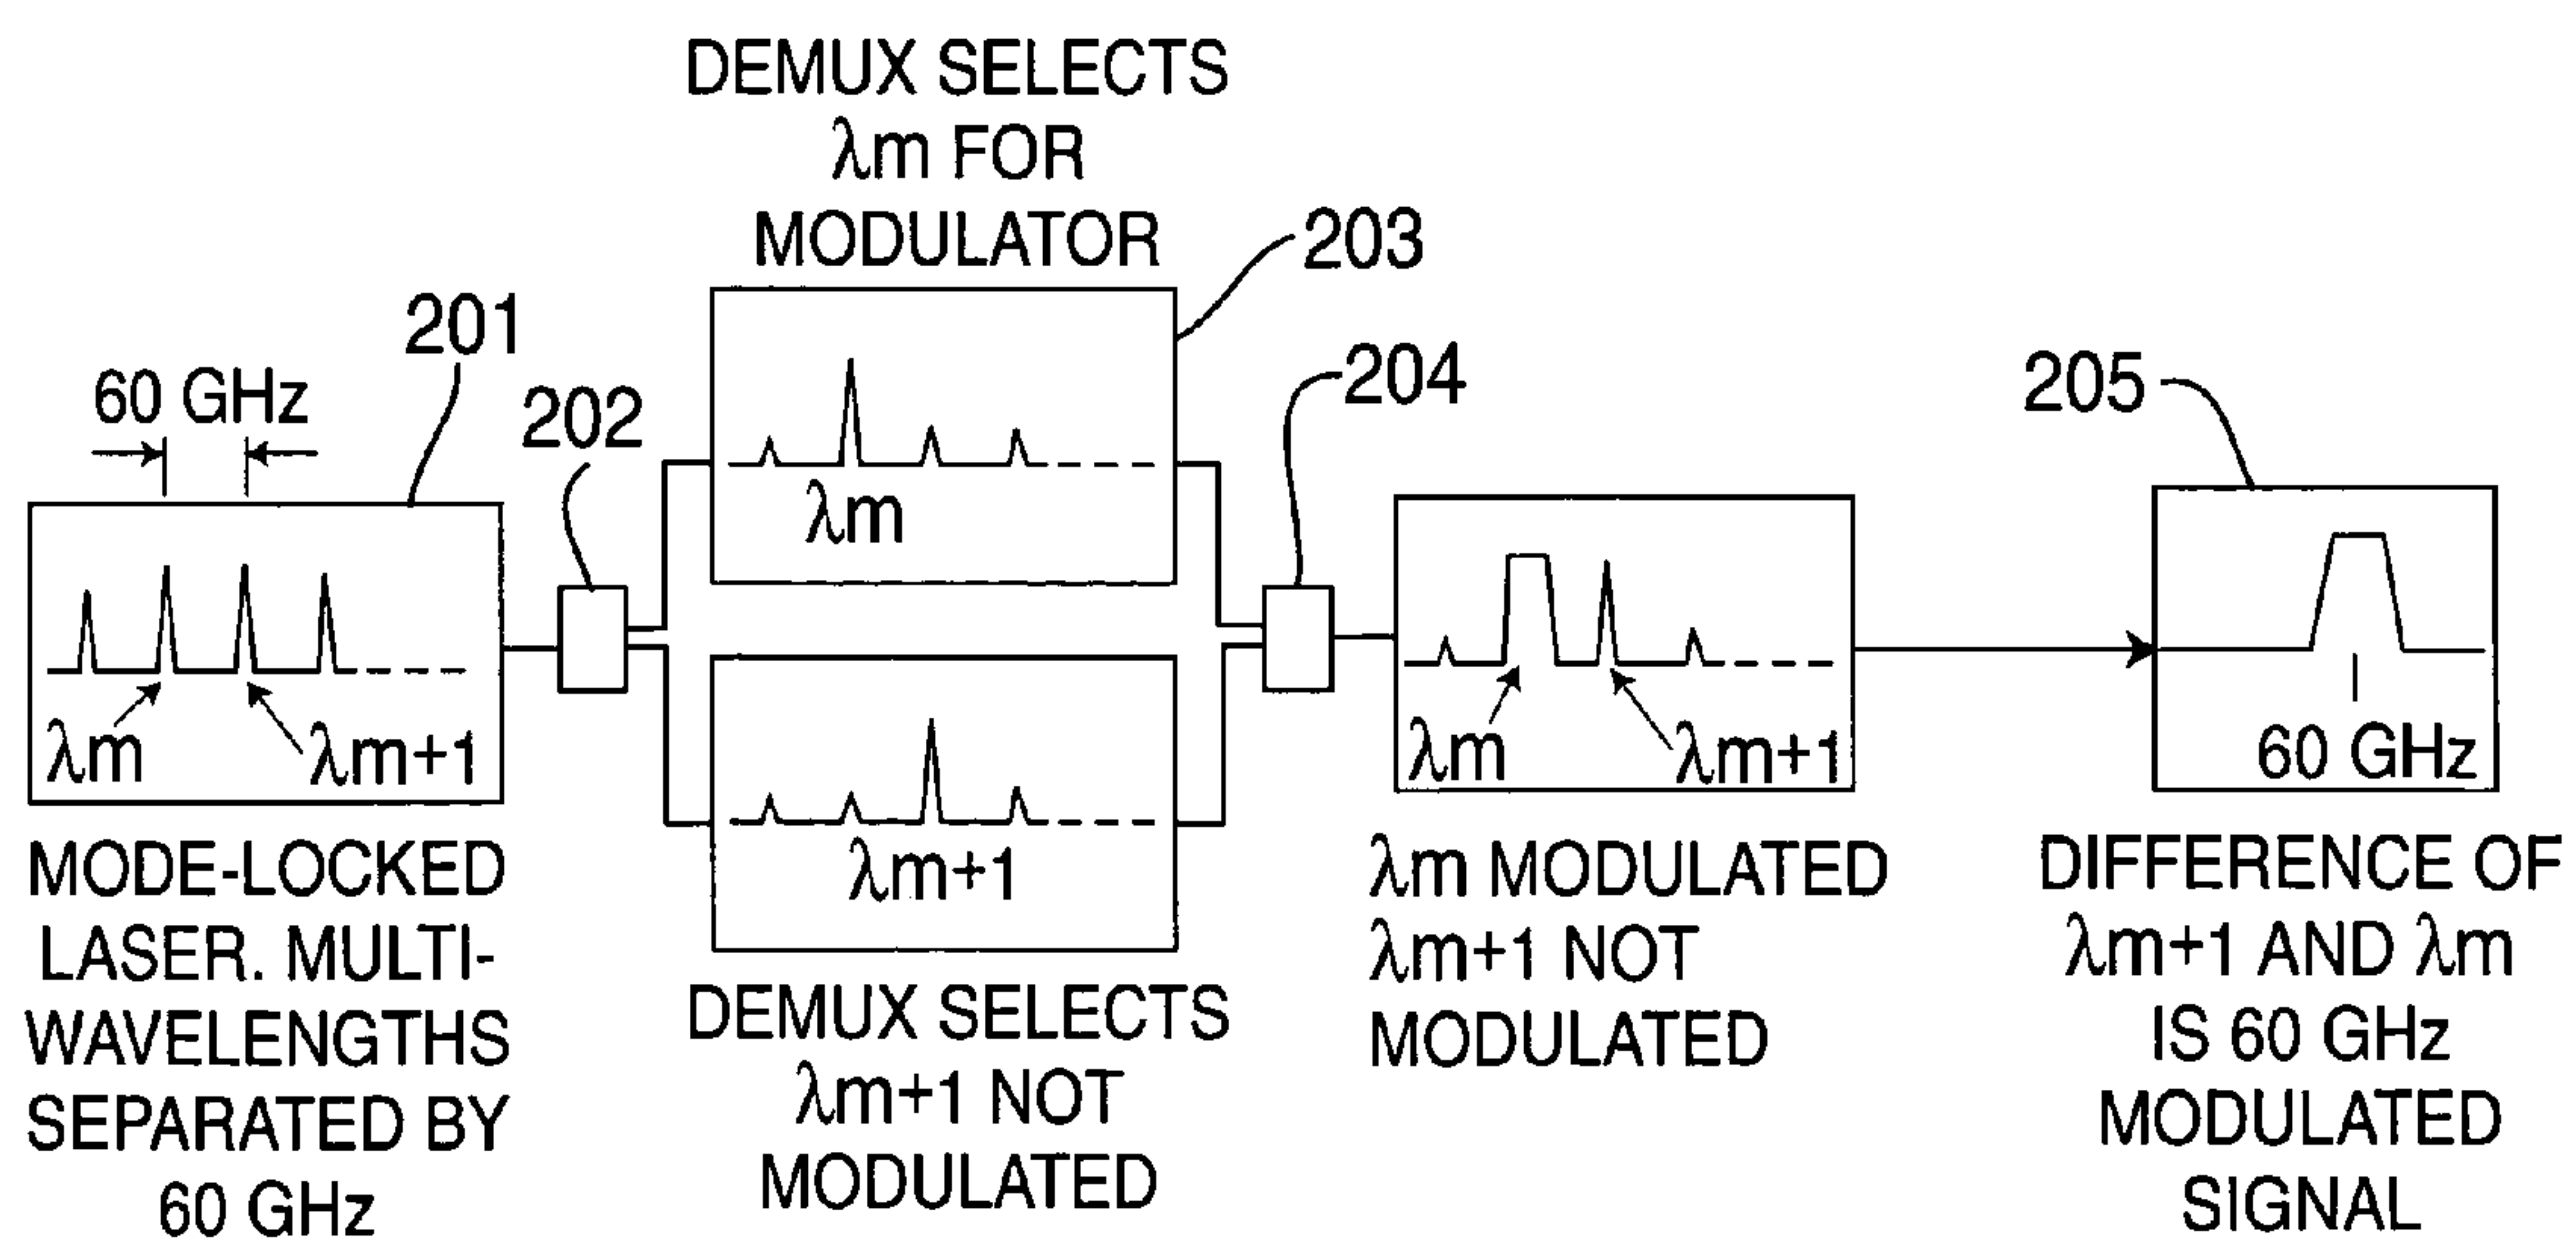 DEMUX SELECTS
λm FOR
MODULATOR
203
201
60 GHz
202
204
205
λm
λm
λm+1
λm+1
λm
λm+1
60 GHz
MODE-LOCKED
LASER. MULTI-
WAVELENGTHS
SEPARATED BY
60 GHz
DEMUX SELECTS
λm+1 NOT
MODULATED
λm MODULATED
λm+1 NOT
MODULATED
DIFFERENCE OF
λm+1 AND λm
IS 60 GHz
MODULATED
SIGNAL